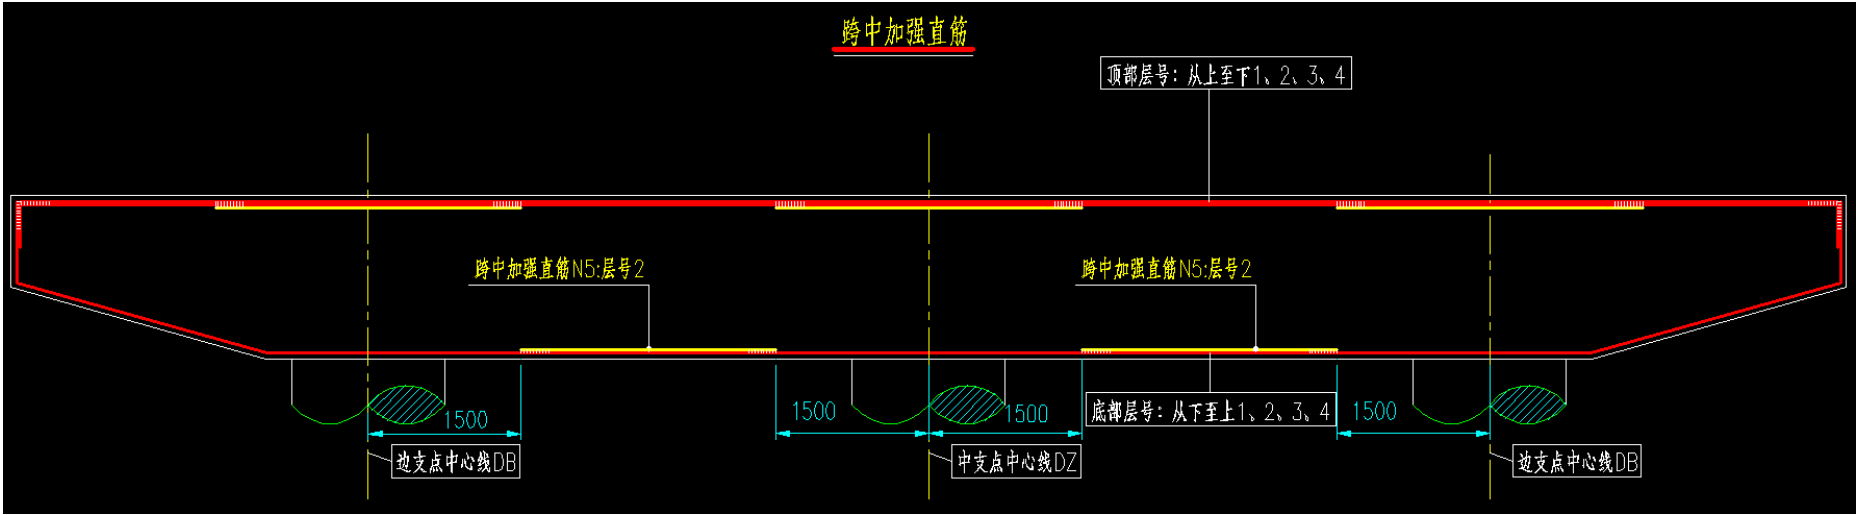 跨中加强直筋
顶部层号：从上至下1、2、3、4
跨中加强直筋N5:层号2
跨中加强直筋N5:层号2
1500
1500
1500
底部层号：从下至上1、2、3、4
1500
边支点中心线DB
中支点中心线DZ
边支点中心线DB